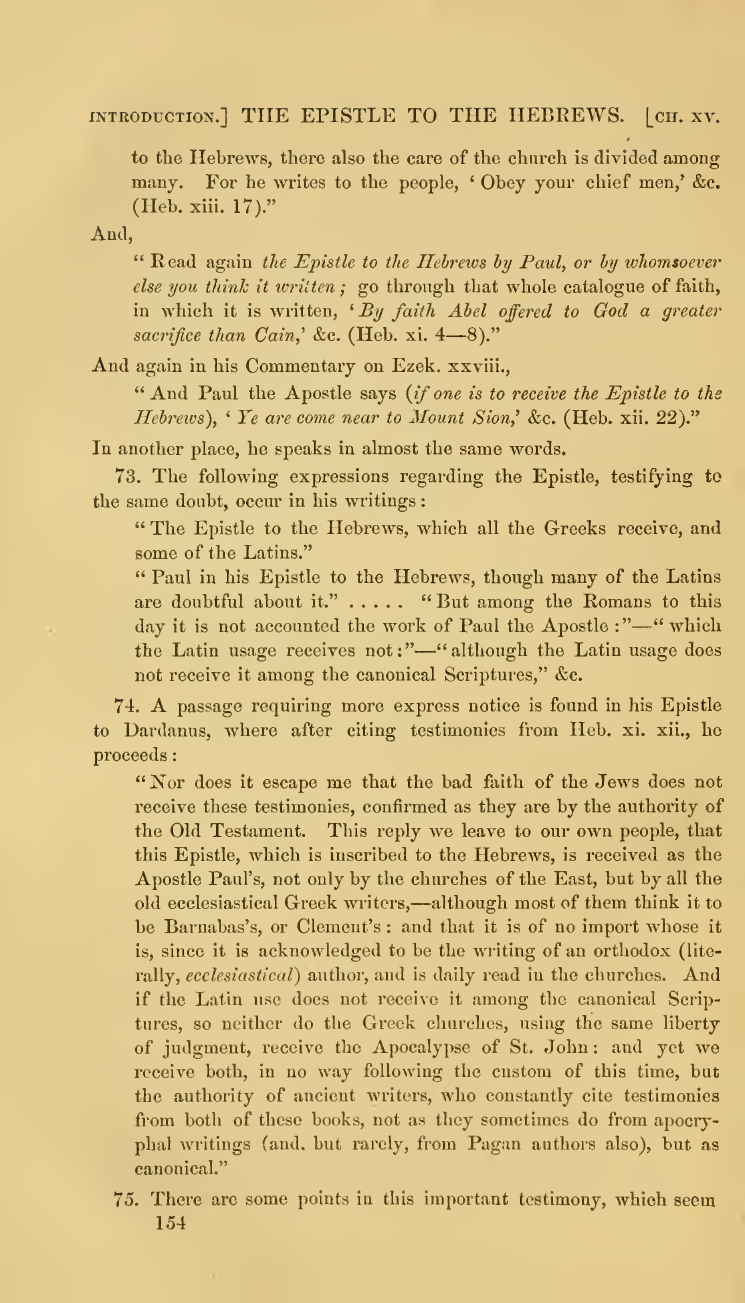 INTRODUCTION.] THE EPISTLE TO THE HEBREWS. [CH. XV.
to the Hebrews, there also the care of the church is divided among
many. For he writes to the people, ‘ Obey your chief men,’ &c.
(Heb. xiii. 17).”
And,
“ Read again the Epistle to the Hebrews by Paul, or by whomsoever
else you think it written ; go through that whole catalogue of faith,
in which it is written, ‘ By faith Abel offered to God a greater
sacrifice than Cain,’ &c. (Heb. xi. 4—8).”
And again in his Commentary on Ezek. xxviii.,
“ And Paul the Apostle says (if one is to receive the Epistle to the
Hebrews), ‘ Ye are come near to Mount Sion,’ &c. (Heb. xii. 22).”
In another place, he speaks in almost the same words.
73. The following expressions regarding the Epistle, testifying to
the same doubt, occur in his writings :
“ The Epistle to the Hebrews, which all the Greeks receive, and
some of the Latins.”
“ Paul in his Epistle to the Hebrews, though many of the Latins
are doubtful about it.” . . . . . “ But among the Romans to this
day it is not accounted the work of Paul the Apostle :”—“ which
the Latin usage receives not :”—“ although the Latin usage does
not receive it among the canonical Scriptures,” &c.
74. A passage requiring more express notice is found in his Epistle
to Dardanus, where after citing testimonies from Heb. xi. xii., he
proceeds :
“ Nor does it escape me that the bad faith of the Jews does not
receive these testimonies, confirmed as they are by the authority of
the Old Testament. This reply we leave to our own people, that
this Epistle, which is inscribed to the Hebrews, is received as the
Apostle Paul's, not only by the churches of the East, but by all the
old ecclesiastical Greek writers,—although most of them think it to
be Barnabas's, or Clement's : and that it is of no import whose it
is, since it is acknowledged to be the writing of an orthodox (lite-
rally, ecclesiastical) author, and is daily read in the churches. And
if the Latin use does not receive it among the canonical Scrip-
tures, so neither do the Greek churches, using the same liberty
of judgment, receive the Apocalypse of St. John : and yet we
receive both, in no way following the custom of this time, but
the authority of ancient writers, who constantly cite testimonies
from both of these books, not as they sometimes do from apocry-
phal writings (and. but rarely, from Pagan authors also), but as
canonical.”
75. There are some points in this important testimony, which seem
154